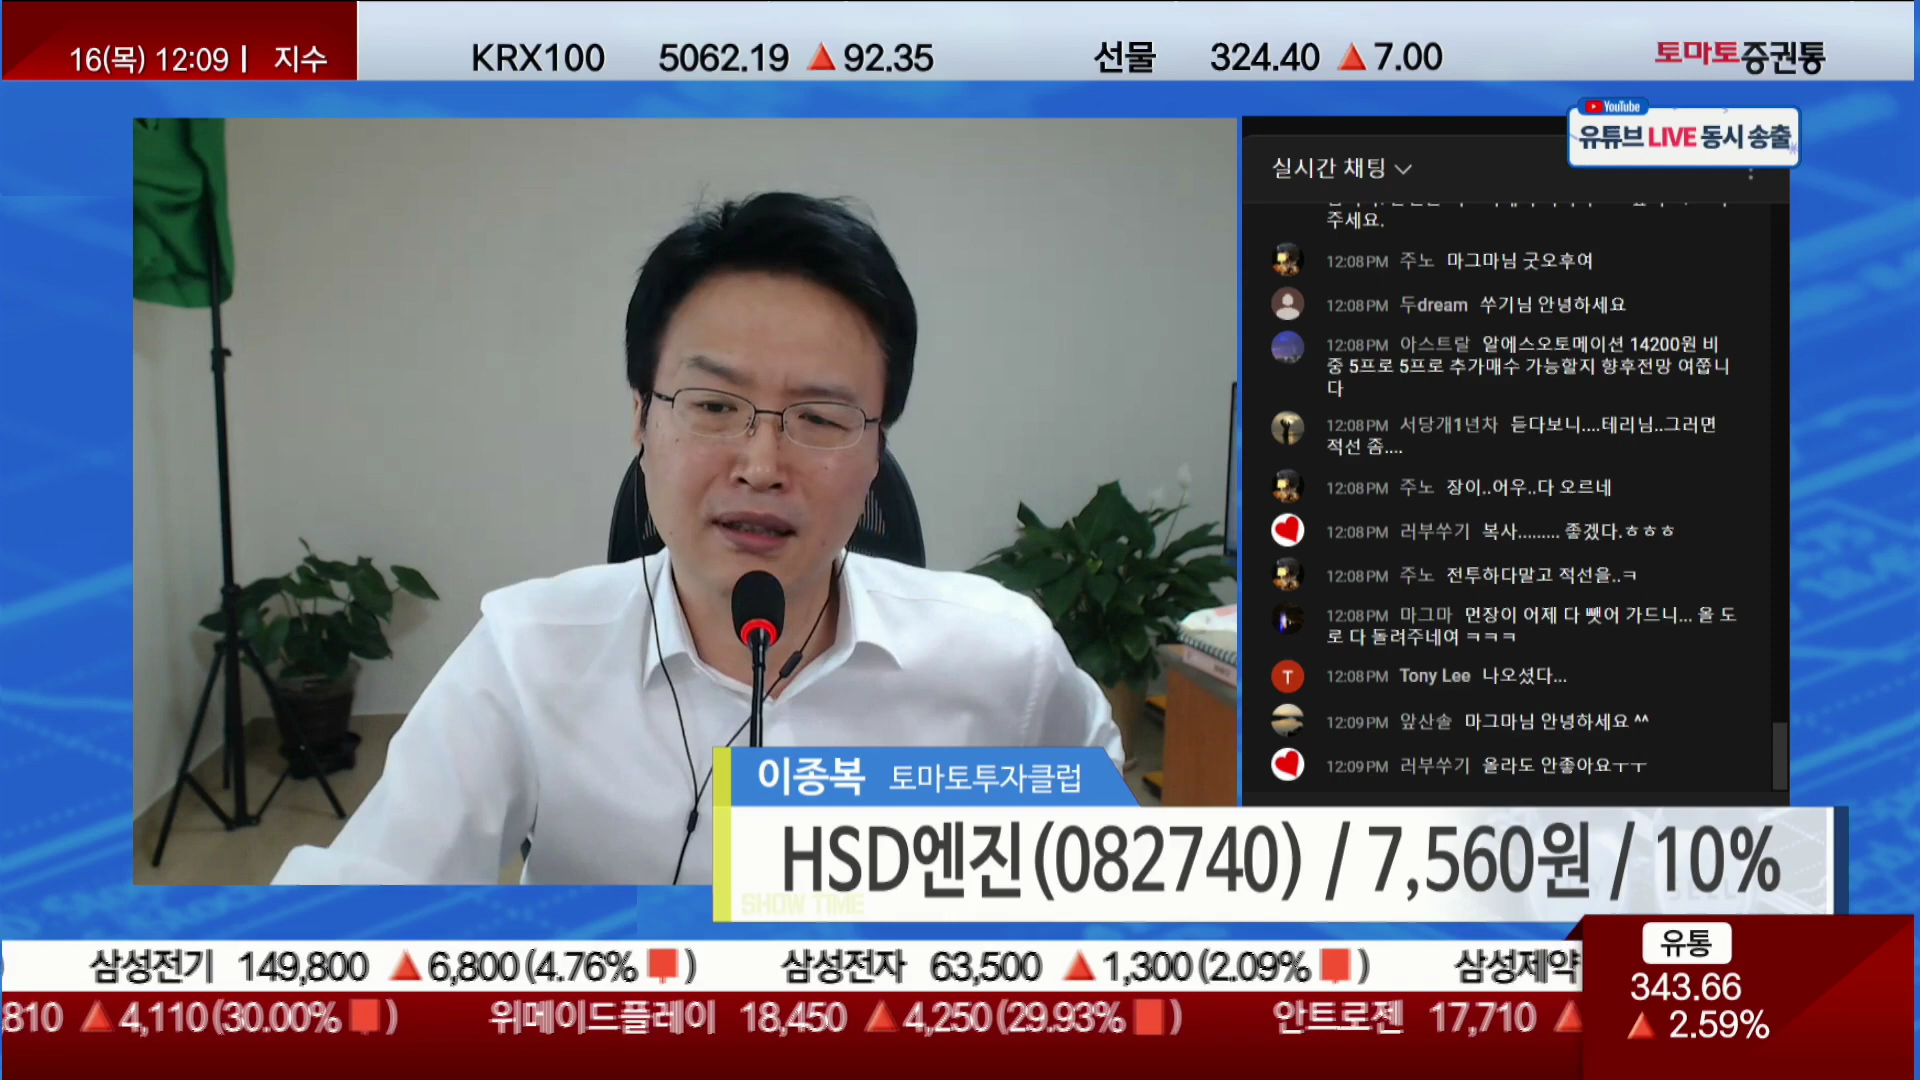 16(목) 12:09 | 지수
KRX100 5062.19 ▲ 92.35 선물 324.40 ▲ 7.00
토마토증권통
YouTube
유튜브 LIVE 동시 송출
실시간 채팅
주세요.
12:08 PM 주노 마그마님 굿오후여
12:08 PM 두dream 쑤기님 안녕하세요
12:08 PM 아스트랄 알에스오토메이션 14200원 비
중 5프로 5프로 추가매수 가능할지 향후전망 여쭙니
다
12:08 PM 서당개1년차 듣다보니....테리님..그러면
적선 좀....
12:08 PM 주노 장이..어우..다 오르네
12:08 PM 러부쑤기 복사......... 좋겠다.ㅎㅎㅎ
12:08 PM 주노 전투하다말고 적선을..ㅋ
12:08 PM 마그마 먼장이 어제 다 뺏어 가드니... 올 도
로 다 돌려주네여 ㅋㅋㅋ
T
12:08 PM Tony Lee 나오셨다...
12:09 PM 앞산솔 마그마님 안녕하세요 ^^
12:09 PM 러부쑤기 올라도 안좋아요ㅜㅜ
이종복 토마토투자클럽
HSD엔진(082740) / 7,560원 / 10%
SHOW TIME
삼성전기 149,800 ▲ 6,800(4.76%) 삼성전자 63,500 ▲ 1,300(2.09%) 삼성제약
810 ▲ 4,110(30.00%) 위메이드플레이 18,450 ▲ 4,250(29.93%) 안트로젠 17,710 ▲
유통
343.66
▲ 2.59%